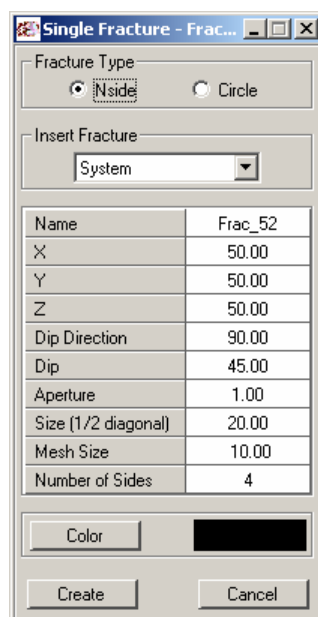 Single Fracture - Frac...
Fracture Type
Nside Circle
Insert Fracture
System
Name Frac_52
X 50.00
Y 50.00
Z 50.00
Dip Direction 90.00
Dip 45.00
Aperture 1.00
Size (1/2 diagonal) 20.00
Mesh Size 10.00
Number of Sides 4
Color
Create Cancel